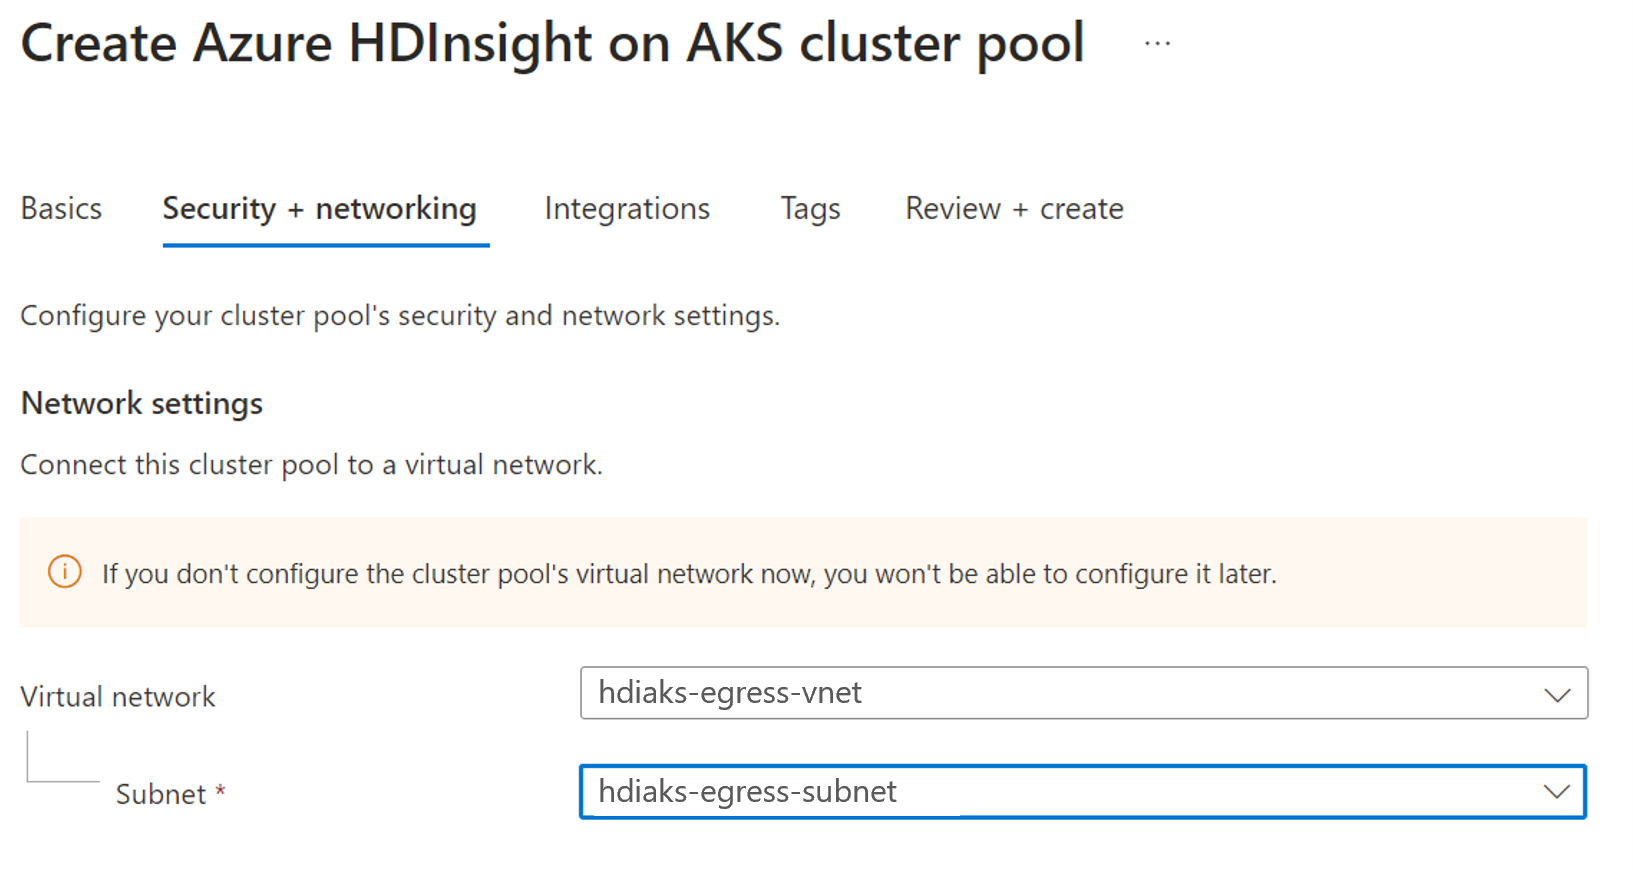 Create Azure HDInsight on AKS cluster pool ...
Basics Security + networking Integrations Tags Review + create
Configure your cluster pool's security and network settings.
Network settings
Connect this cluster pool to a virtual network.
If you don't configure the cluster pool's virtual network now, you won't be able to configure it later.
Virtual network hdiaks-egress-vnet
Subnet * hdiaks-egress-subnet